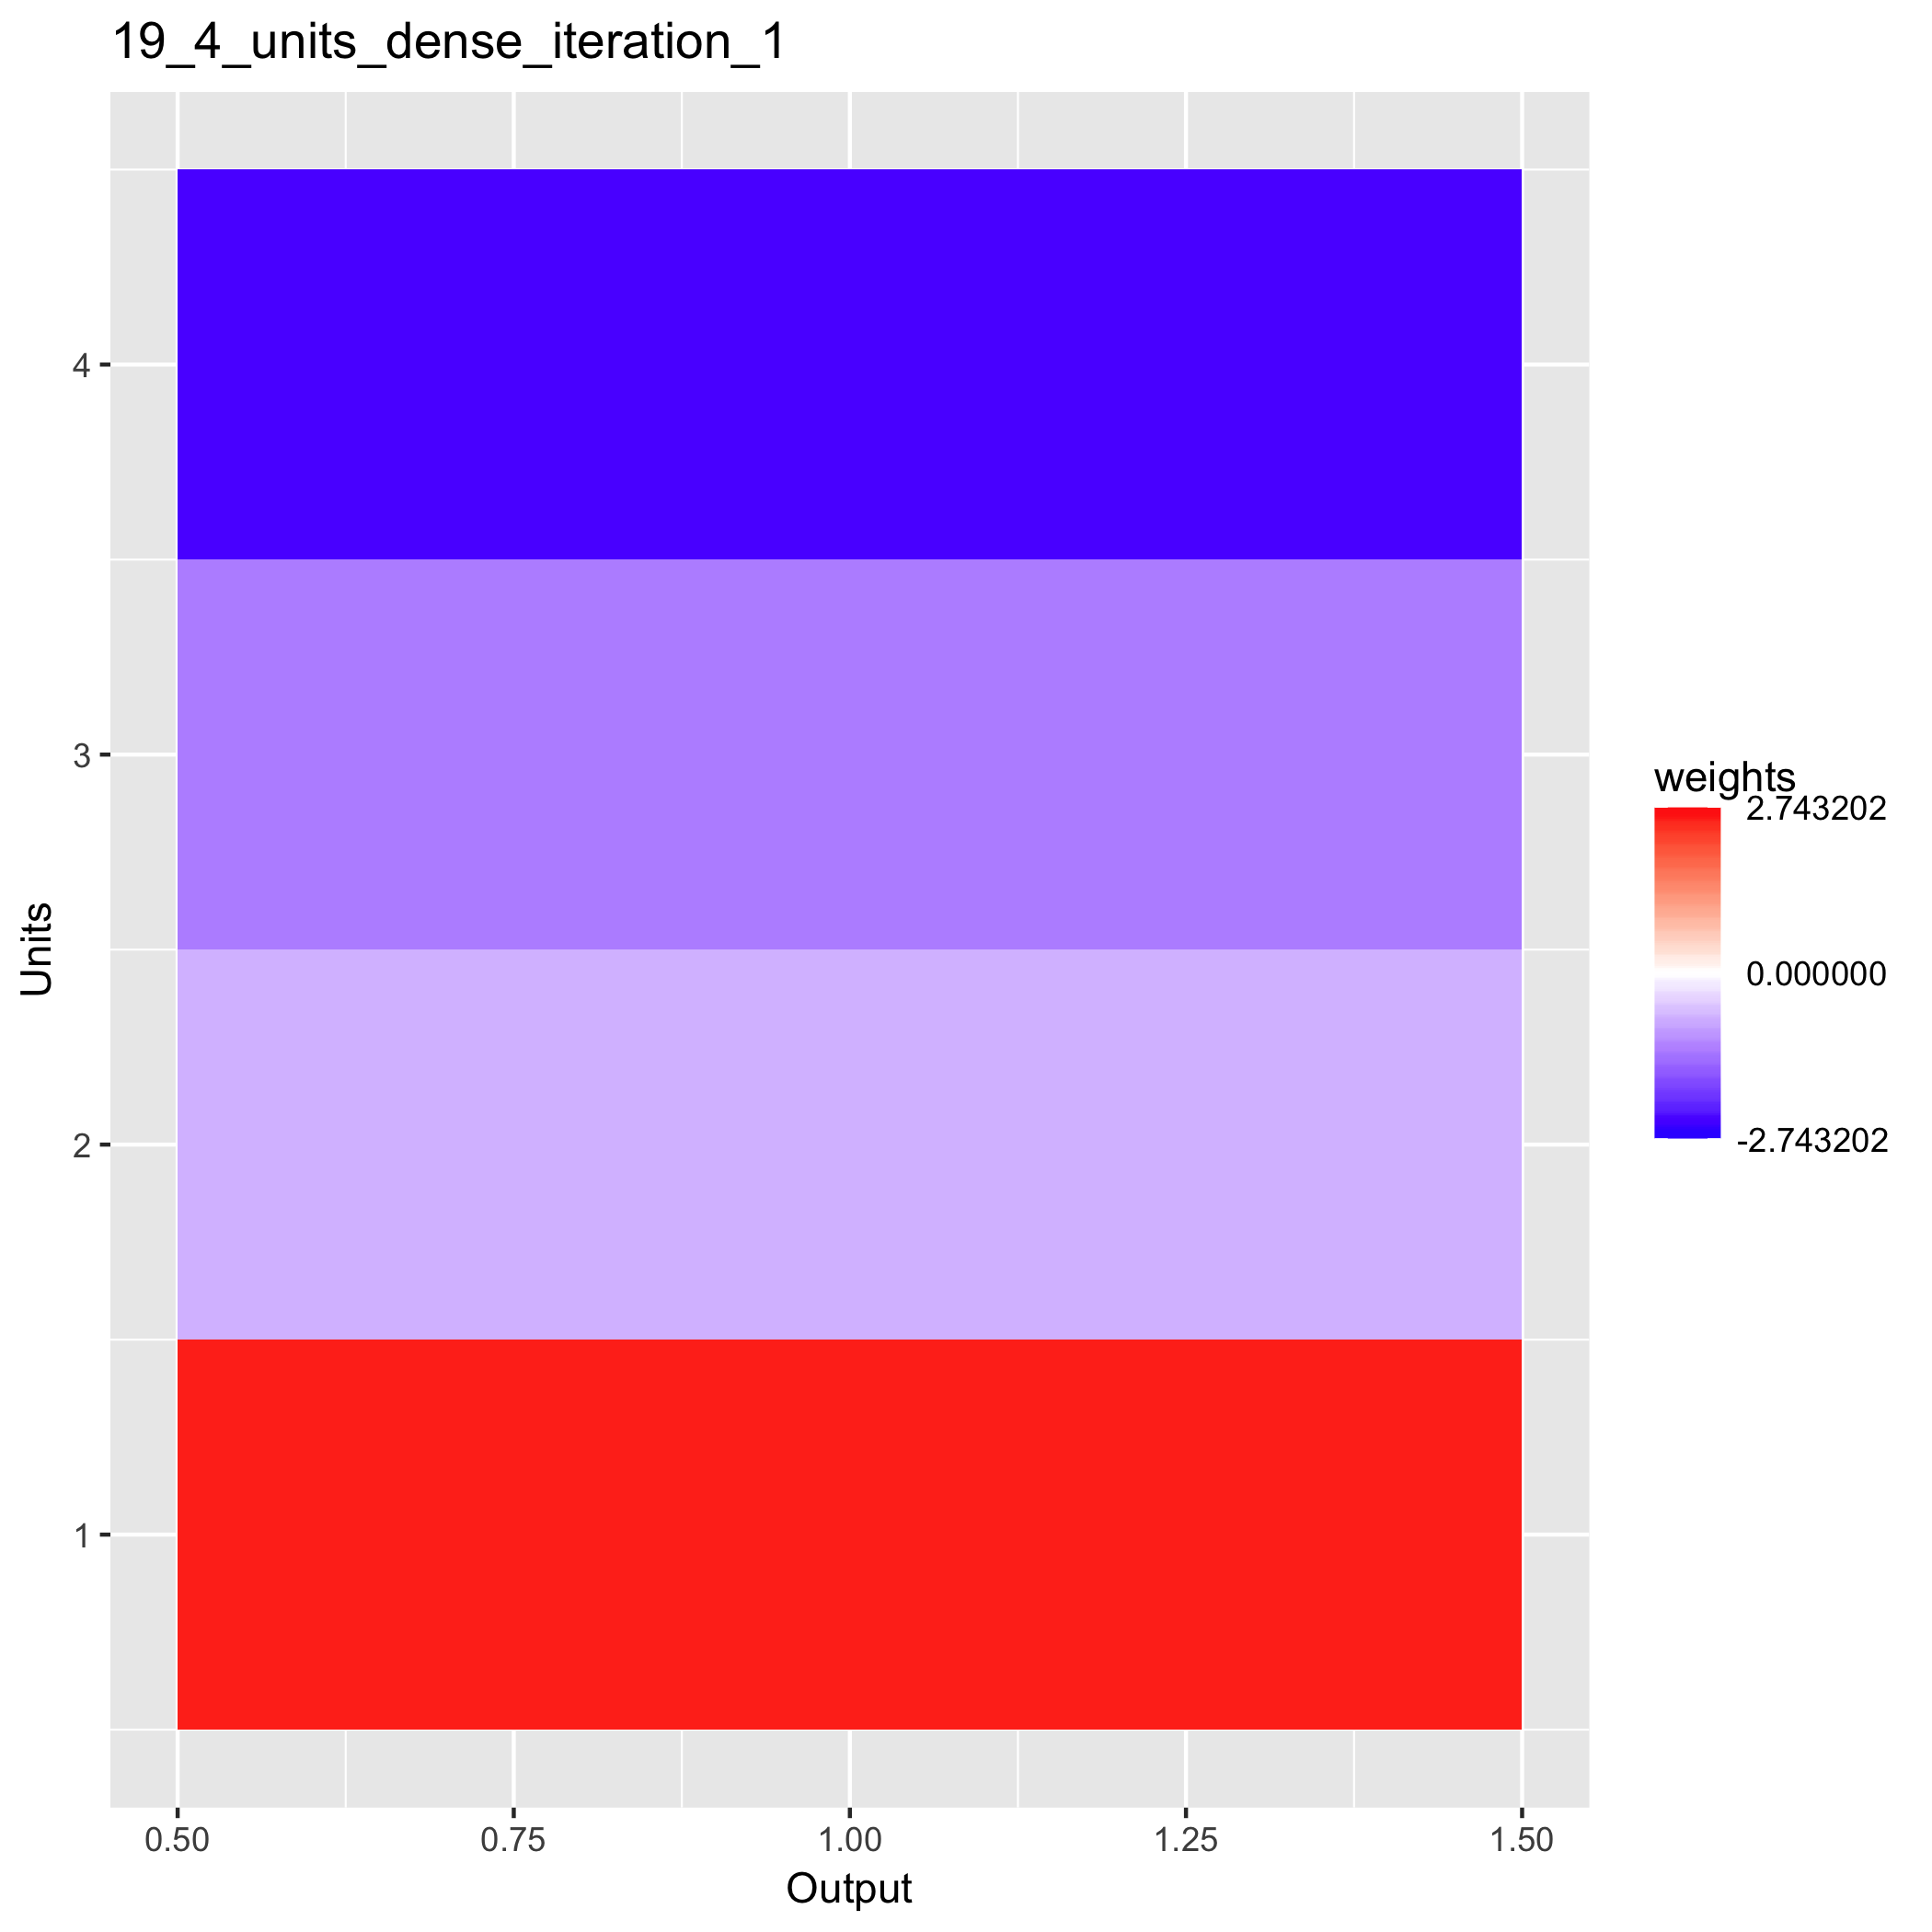 19_4_units_dense_iteration_1
Units
4
3
2
1
0.50 0.75 1.00 1.25 1.50
Output
weights
2.743202
0.000000
-2.743202